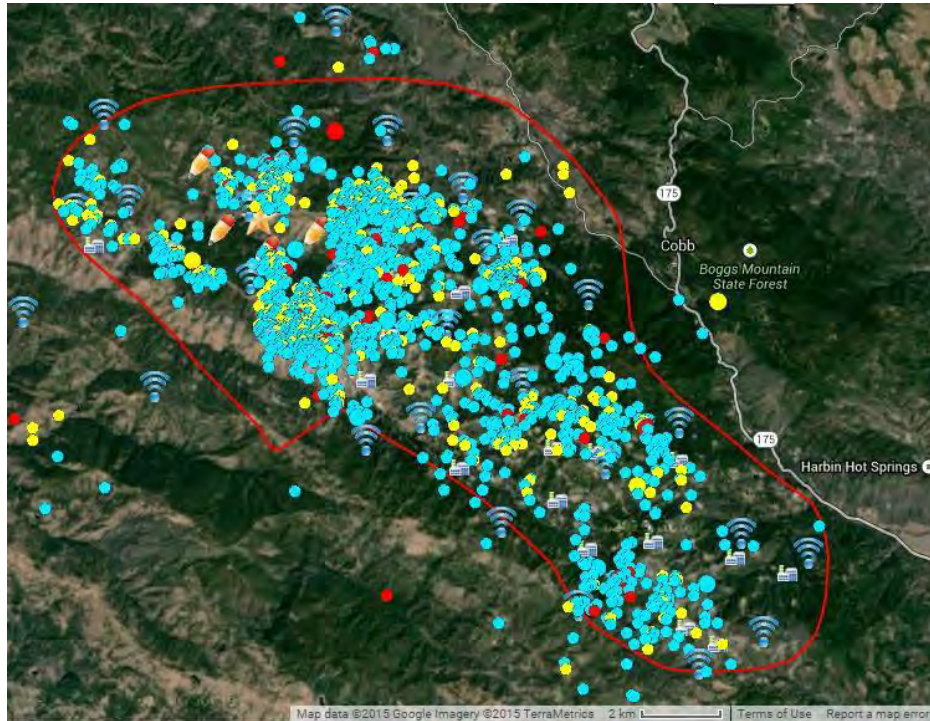 175
Cobb
Boggs Mountain
State Forest
175
Harbin Hot Springs
Map data ©2015 Google Imagery ©2015 TerraMetrics
2 km
Terms of Use
Report a map error